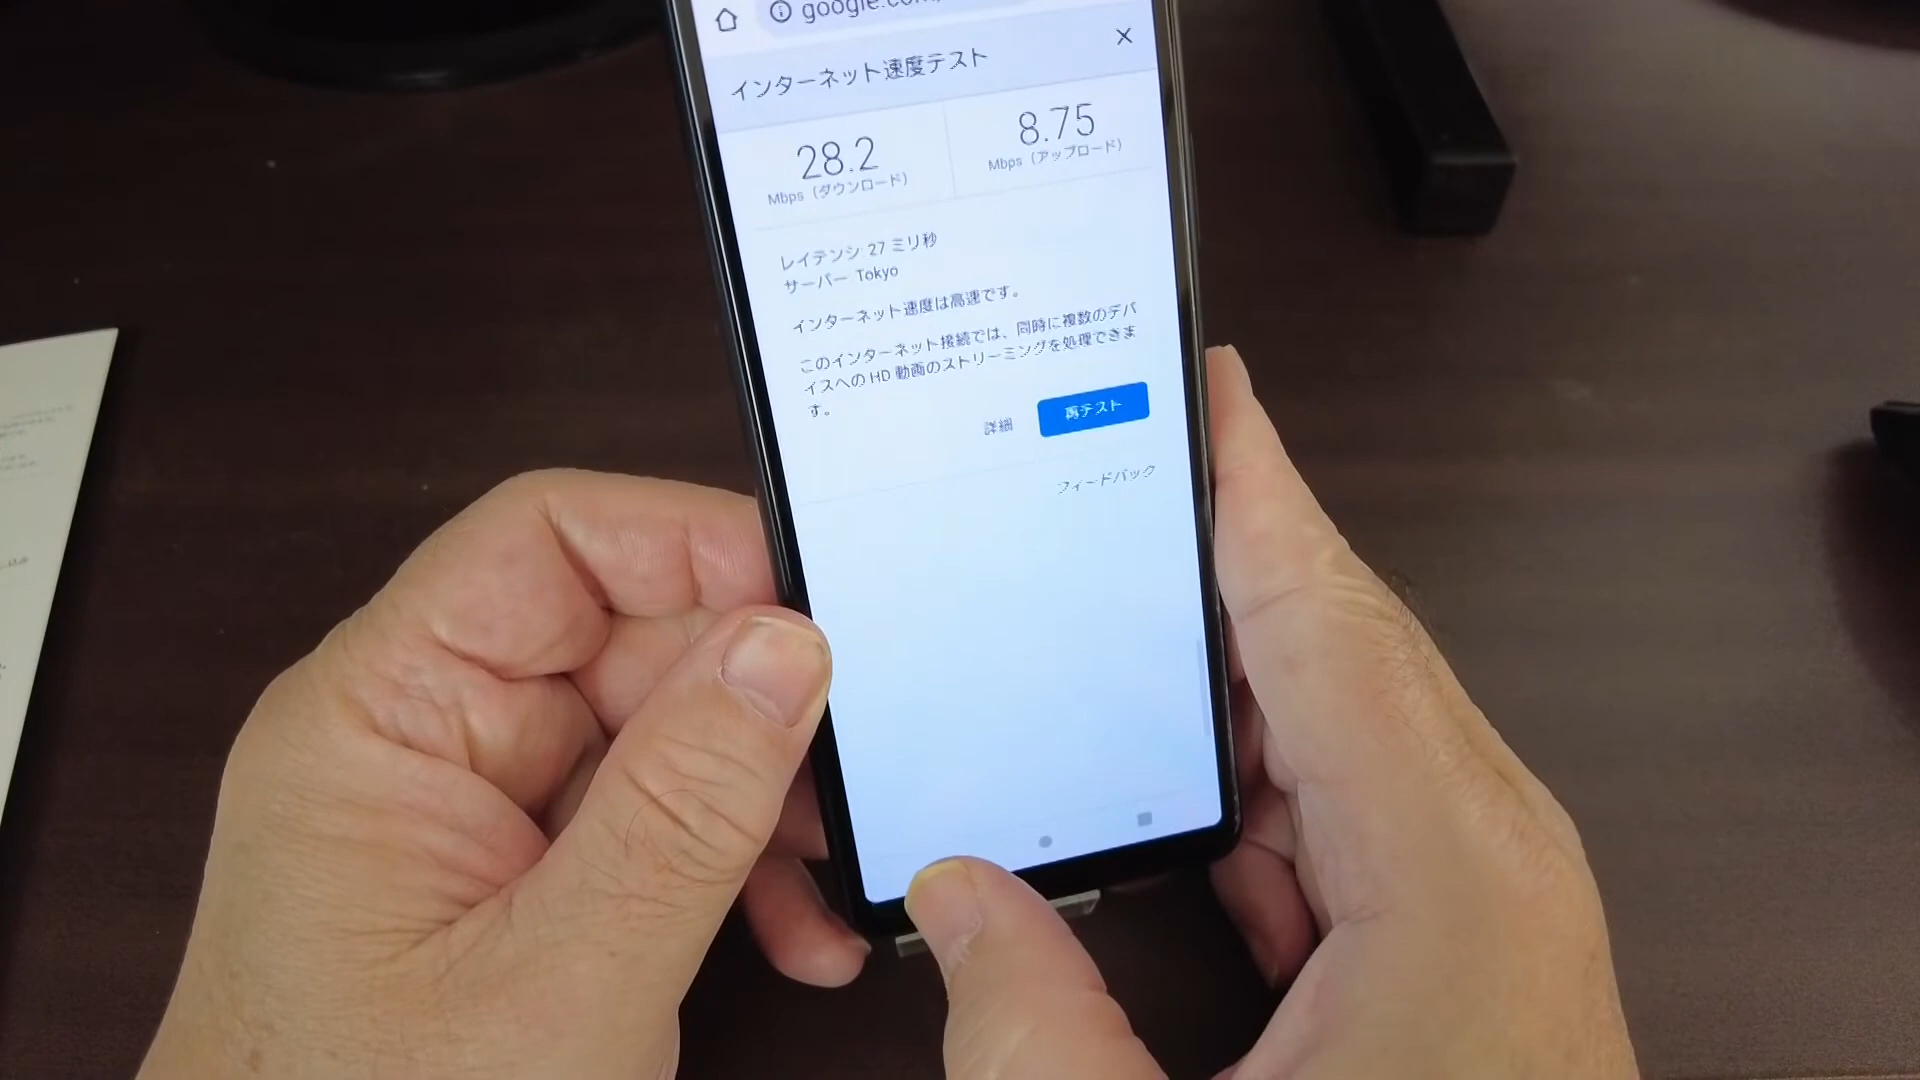 google.com/
インターネット速度テスト
28.2
Mbps（ダウンロード）
8.75
Mbps（アップロード）
レイテンシ: 27 ミリ秒
サーバー: Tokyo
インターネット速度は高速です。
このインターネット接続では、同時に複数のデバ
イスへの HD 動画のストリーミングを処理できま
す。
詳細
再テスト
フィードバック